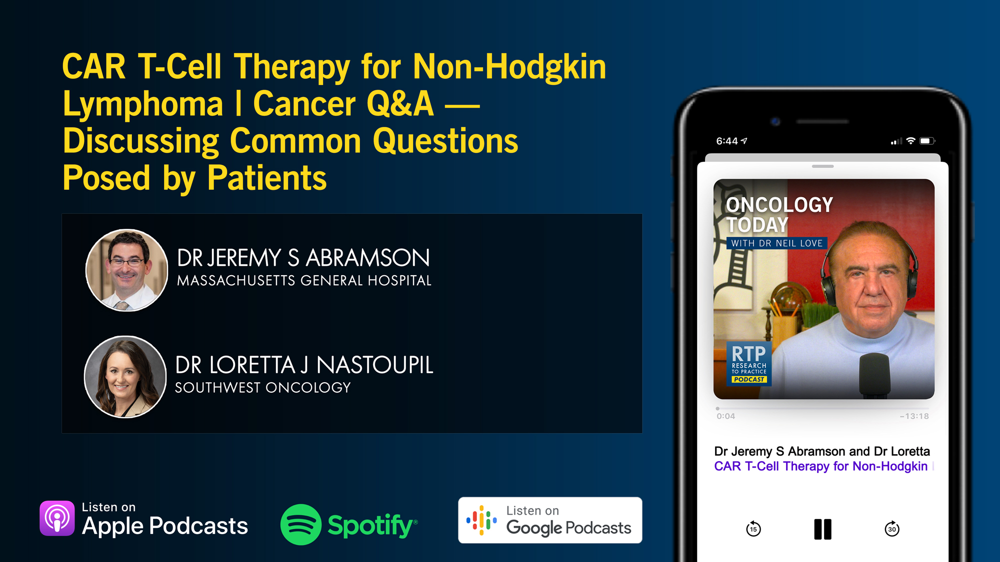 CAR T-Cell Therapy for Non-Hodgkin
Lymphoma | Cancer Q&A —
Discussing Common Questions
Posed by Patients
DR JEREMY S ABRAMSON
MASSACHUSETTS GENERAL HOSPITAL
DR LORETTA J NASTOUPIL
SOUTHWEST ONCOLOGY
Listen on
Apple Podcasts
Spotify®
Listen on
Google Podcasts
6:44
ONCOLOGY
TODAY
WITH DR NEIL LOVE
RTP
RESEARCH
TO PRACTICE
PODCAST
0:04 −13:18
Dr Jeremy S Abramson and Dr Loretta
CAR T-Cell Therapy for Non-Hodgkin
15 30